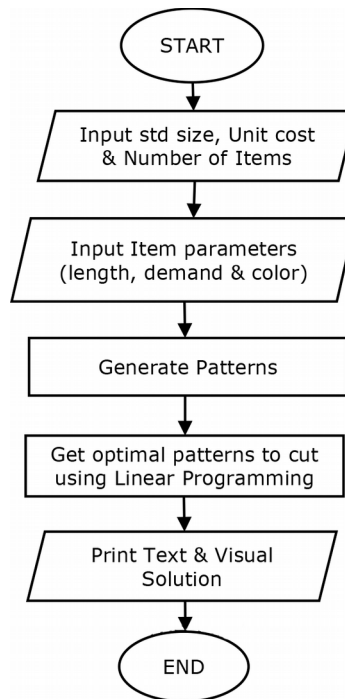 START
Input std size, Unit cost
& Number of Items
Input Item parameters
(length, demand & color)
Generate Patterns
Get optimal patterns to cut
using Linear Programming
Print Text & Visual
Solution
END